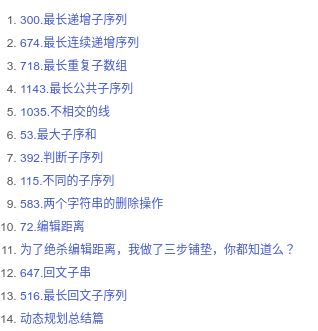 1. 300.最长递增子序列
2. 674.最长连续递增序列
3. 718.最长重复子数组
4. 1143.最长公共子序列
5. 1035.不相交的线
6. 53.最大子序和
7. 392.判断子序列
8. 115.不同的子序列
9. 583.两个字符串的删除操作
10. 72.编辑距离
11. 为了绝杀编辑距离，我做了三步铺垫，你都知道么？
12. 647.回文子串
13. 516.最长回文子序列
14. 动态规划总结篇